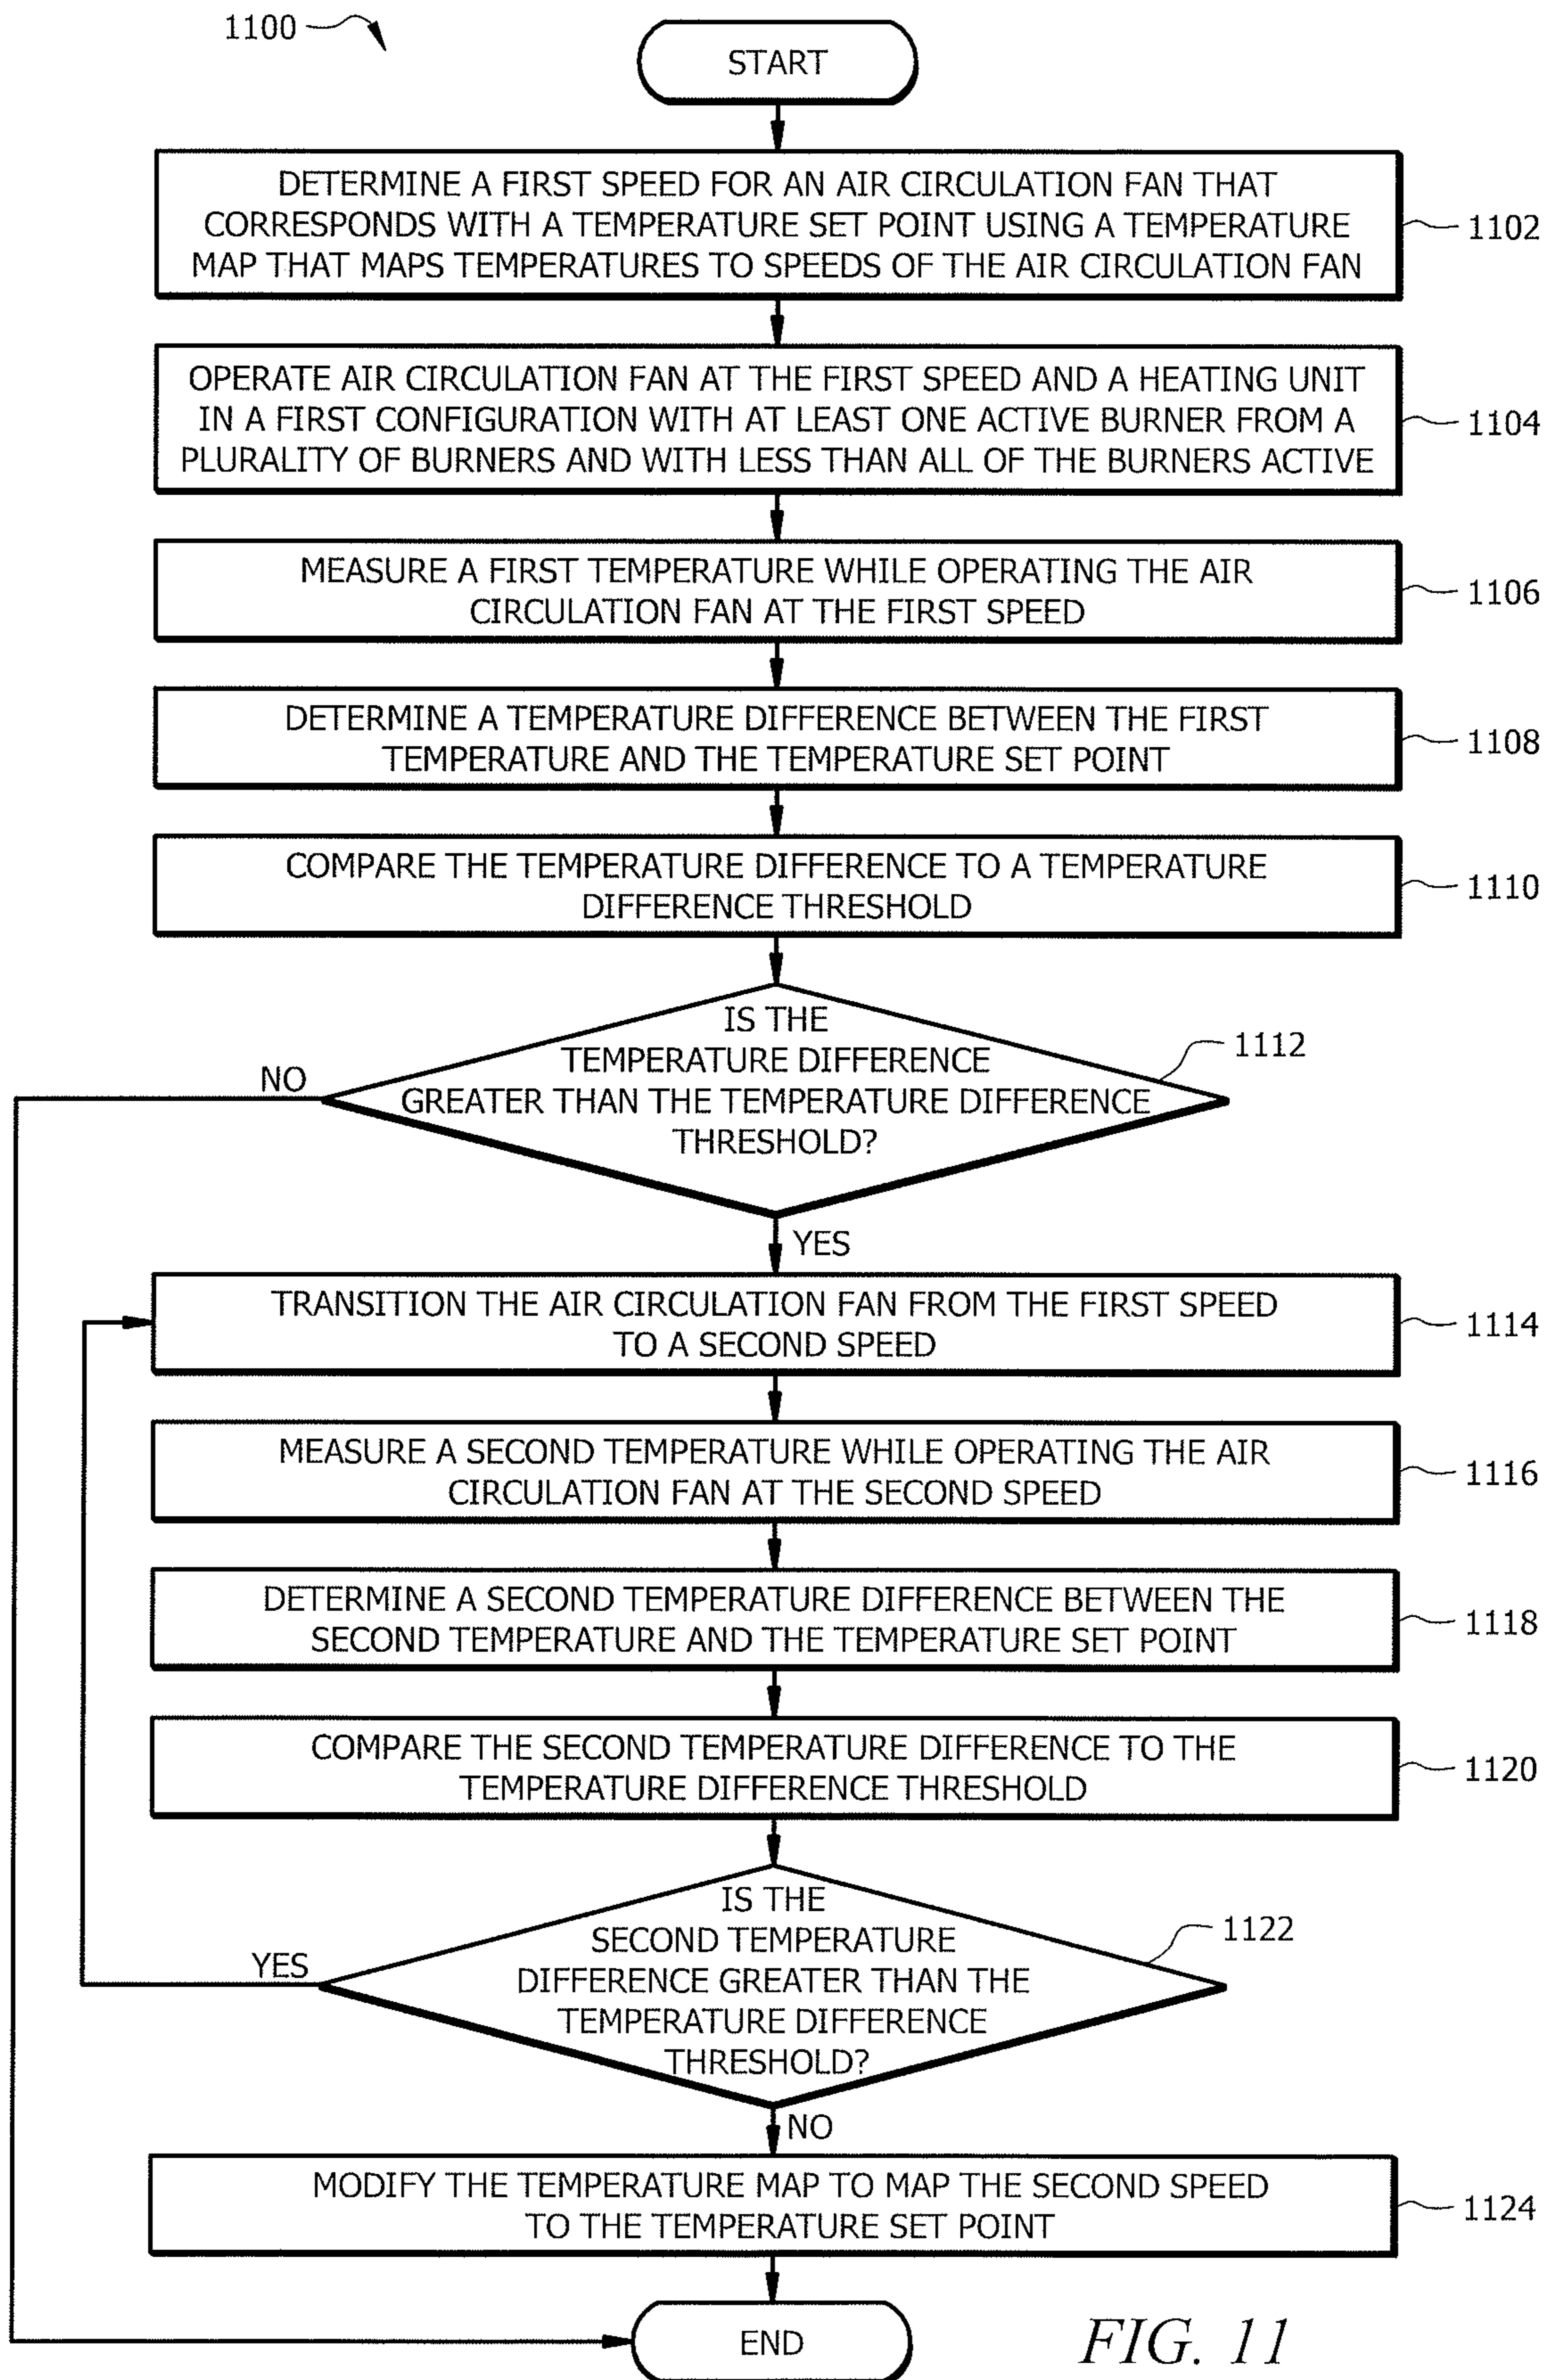 1100
START
DETERMINE A FIRST SPEED FOR AN AIR CIRCULATION FAN THAT
CORRESPONDS WITH A TEMPERATURE SET POINT USING A TEMPERATURE
MAP THAT MAPS TEMPERATURES TO SPEEDS OF THE AIR CIRCULATION FAN
1102
OPERATE AIR CIRCULATION FAN AT THE FIRST SPEED AND A HEATING UNIT
IN A FIRST CONFIGURATION WITH AT LEAST ONE ACTIVE BURNER FROM A
PLURALITY OF BURNERS AND WITH LESS THAN ALL OF THE BURNERS ACTIVE
1104
MEASURE A FIRST TEMPERATURE WHILE OPERATING THE AIR
CIRCULATION FAN AT THE FIRST SPEED
1106
DETERMINE A TEMPERATURE DIFFERENCE BETWEEN THE FIRST
TEMPERATURE AND THE TEMPERATURE SET POINT
1108
COMPARE THE TEMPERATURE DIFFERENCE TO A TEMPERATURE
DIFFERENCE THRESHOLD
1110
IS THE
TEMPERATURE DIFFERENCE
GREATER THAN THE TEMPERATURE DIFFERENCE
THRESHOLD?
1112
NO
YES
TRANSITION THE AIR CIRCULATION FAN FROM THE FIRST SPEED
TO A SECOND SPEED
1114
MEASURE A SECOND TEMPERATURE WHILE OPERATING THE AIR
CIRCULATION FAN AT THE SECOND SPEED
1116
DETERMINE A SECOND TEMPERATURE DIFFERENCE BETWEEN THE
SECOND TEMPERATURE AND THE TEMPERATURE SET POINT
1118
COMPARE THE SECOND TEMPERATURE DIFFERENCE TO THE
TEMPERATURE DIFFERENCE THRESHOLD
1120
IS THE
SECOND TEMPERATURE
DIFFERENCE GREATER THAN THE
TEMPERATURE DIFFERENCE
THRESHOLD?
1122
YES
NO
MODIFY THE TEMPERATURE MAP TO MAP THE SECOND SPEED
TO THE TEMPERATURE SET POINT
1124
END
FIG. 11